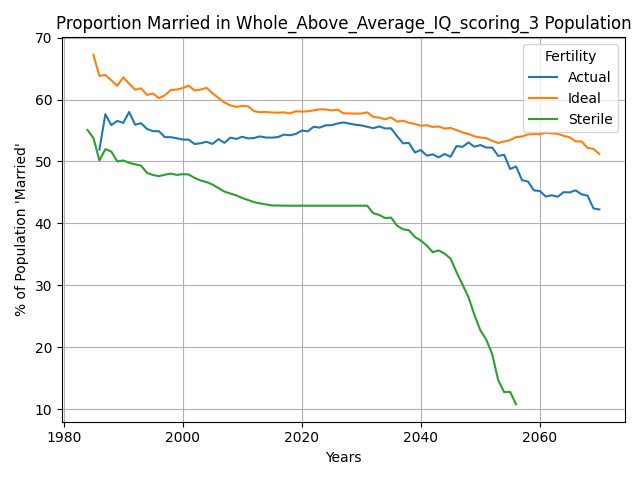 Proportion Married in Whole_Above_Average_IQ_scoring_3 Population
% of Population 'Married'
70
60
50
40
30
20
10
1980
2000
2020
2040
2060
Years
Fertility
Actual
Ideal
Sterile